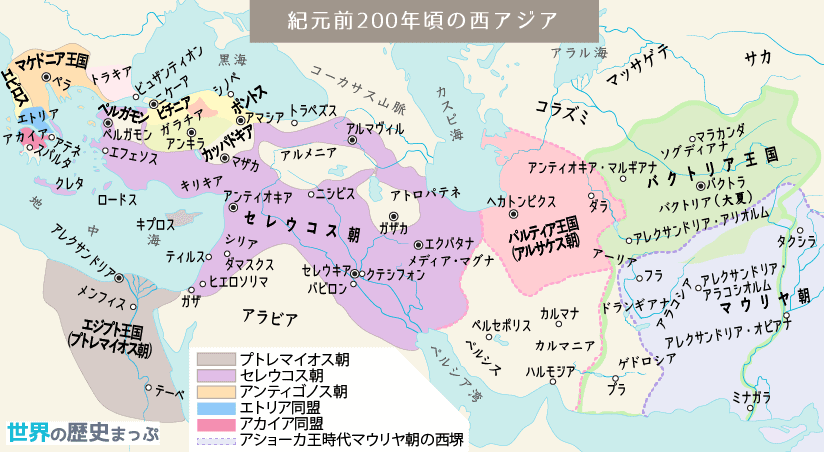 紀元前200年頃の西アジア
黒海
アラル海
サカ
マッサゲテ
マケドニア王国
ペラ
トラキア
ビュザンティオン
ニケーア
シノペ
コーカサス山脈
カスピ海
コラズミ
エピロス
ペルガモン
ビチニア
ポントス
アマシア
トラペズス
ガラチア
アンキラ
エトリア
アカイア
アテネ
スパルタ
ペルガモン
エフェソス
カッパドキア
マザカ
アルマヴィル
アルメニア
マラカンダ
ソグディアナ
アンティオキア・マルギアナ
バクトリア王国
バクトラ
バクトリア(大夏)
クレタ
ロードス
キリキア
アンティオキア
ニシビス
アトロパテネ
ガザカ
ヘカトンピクス
ダラ
地中海
キプロス
セレウコス朝
パルティア王国
(アルサケス朝)
アレクサンドリア・アリオルム
タクシラ
アレクサンドリア
ティルス
シリア
ダマスクス
エクバタナ
メディア・マグナ
アーリア
フラ
セレウキア
クテシフォン
バビロン
ヒエロソリマ
ガザ
メンフィス
ドランギアナ
アラコシア
アレクサンドリア・
アラコシオルム
マウリヤ朝
アレクサンドリア・オピアナ
エジプト王国
(プトレマイオス朝)
アラビア
ペルセポリス
ペルシス
カルマナ
カルマニア
ハルモジア
ゲドロシア
プラ
ペルシア湾
テーベ
ミナガラ
プトレマイオス朝
セレウコス朝
アンティゴノス朝
エトリア同盟
アカイア同盟
アショーカ王時代マウリヤ朝の西堺
世界の歴史まっぷ